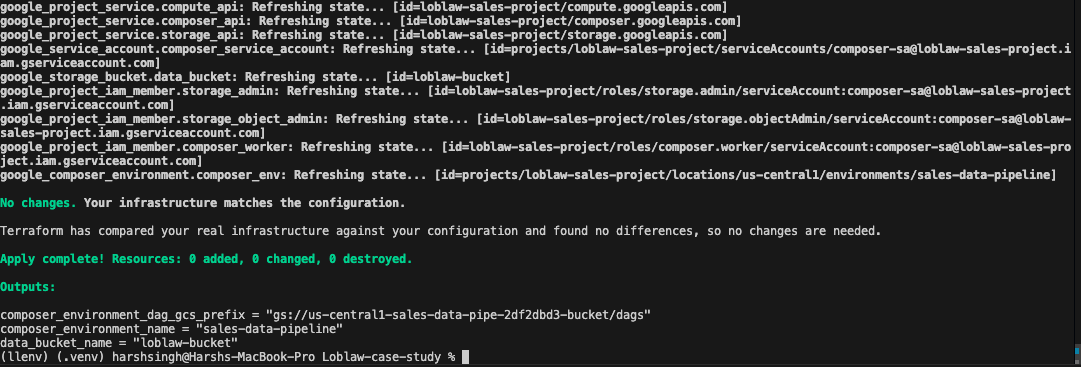 google_project_service.compute_api: Refreshing state... [id=loblaw-sales-project/compute.googleapis.com]
google_project_service.composer_api: Refreshing state... [id=loblaw-sales-project/composer.googleapis.com]
google_project_service.storage_api: Refreshing state... [id=loblaw-sales-project/storage.googleapis.com]
google_service_account.composer_service_account: Refreshing state... [id=projects/loblaw-sales-project/serviceAccounts/composer-sa@loblaw-sales-project.i
am.gserviceaccount.com]
google_storage_bucket.data_bucket: Refreshing state... [id=loblaw-bucket]
google_project_iam_member.storage_admin: Refreshing state... [id=loblaw-sales-project/roles/storage.admin/serviceAccount:composer-sa@loblaw-sales-project
.iam.gserviceaccount.com]
google_project_iam_member.storage_object_admin: Refreshing state... [id=loblaw-sales-project/roles/storage.objectAdmin/serviceAccount:composer-sa@loblaw-
sales-project.iam.gserviceaccount.com]
google_project_iam_member.composer_worker: Refreshing state... [id=loblaw-sales-project/roles/composer.worker/serviceAccount:composer-sa@loblaw-sales-pro
ject.iam.gserviceaccount.com]
google_composer_environment.composer_env: Refreshing state... [id=projects/loblaw-sales-project/locations/us-central1/environments/sales-data-pipeline]
No changes. Your infrastructure matches the configuration.
Terraform has compared your real infrastructure against your configuration and found no differences, so no changes are needed.
Apply complete! Resources: 0 added, 0 changed, 0 destroyed.
Outputs:
composer_environment_dag_gcs_prefix = "gs://us-central1-sales-data-pipe-2df2dbd3-bucket/dags"
composer_environment_name = "sales-data-pipeline"
data_bucket_name = "loblaw-bucket"
(llenv) (.venv) harshsingh@Harshs-MacBook-Pro Loblaw-case-study %